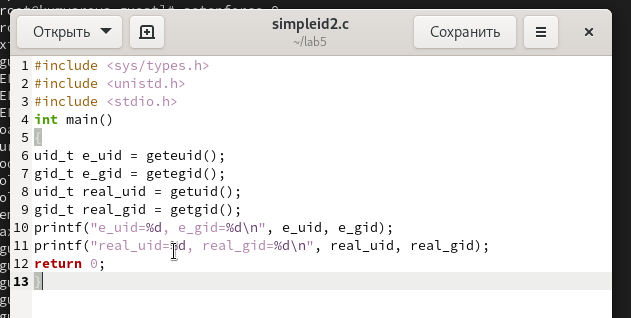 Открыть
simpleid2.c
~/lab5
Сохранить
1 #include <sys/types.h>
2 #include <unistd.h>
3 #include <stdio.h>
4 int main()
5 {
6 uid_t e_uid = geteuid();
7 gid_t e_gid = getegid();
8 uid_t real_uid = getuid();
9 gid_t real_gid = getgid();
10 printf("e_uid=%d, e_gid=%d\n", e_uid, e_gid);
11 printf("real_uid=%d, real_gid=%d\n", real_uid, real_gid);
12 return 0;
13 }